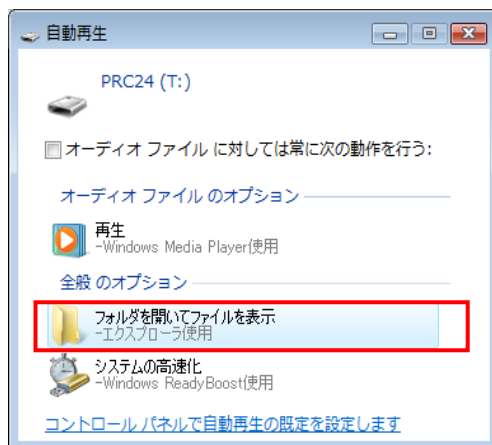 自動再生
PRC24 (T:)
オーディオ ファイル に対しては常に次の動作を行う:
オーディオ ファイル のオプション
再生
-Windows Media Player使用
全般 のオプション
フォルダを開いてファイルを表示
-エクスプローラ使用
システムの高速化
-Windows ReadyBoost使用
コントロール パネルで自動再生の既定を設定します